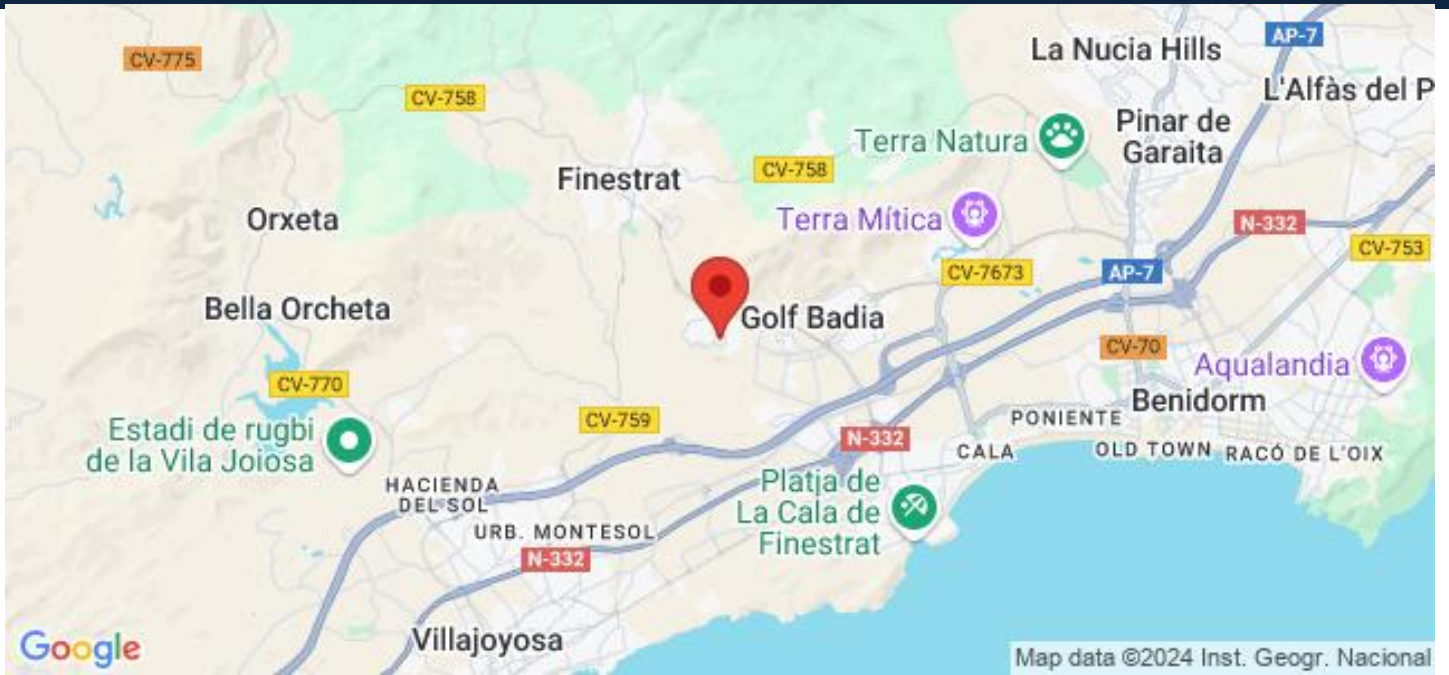 AP-7
La Nucia Hills
CV-775
L'Alfàs del P
CV-758
Pinar de
Garaita
Terra Natura
CV-758
Finestrat
Orxeta
Terra Mítica
N-332
CV-753
CV-7673
AP-7
Bella Orcheta
Golf Badia
CV-70
Aqualandia
CV-770
Benidorm
CV-759
PONIENTE
Estadi de rugbi
de la Vila Joiosa
N-332
CALA
OLD TOWN
RACÓ DE L'OIX
HACIENDA
DEL SOL
Platja de
La Cala de
Finestrat
URB. MONTESOL
N-332
Villajoyosa
Google
Map data ©2024 Inst. Geogr. Nacional